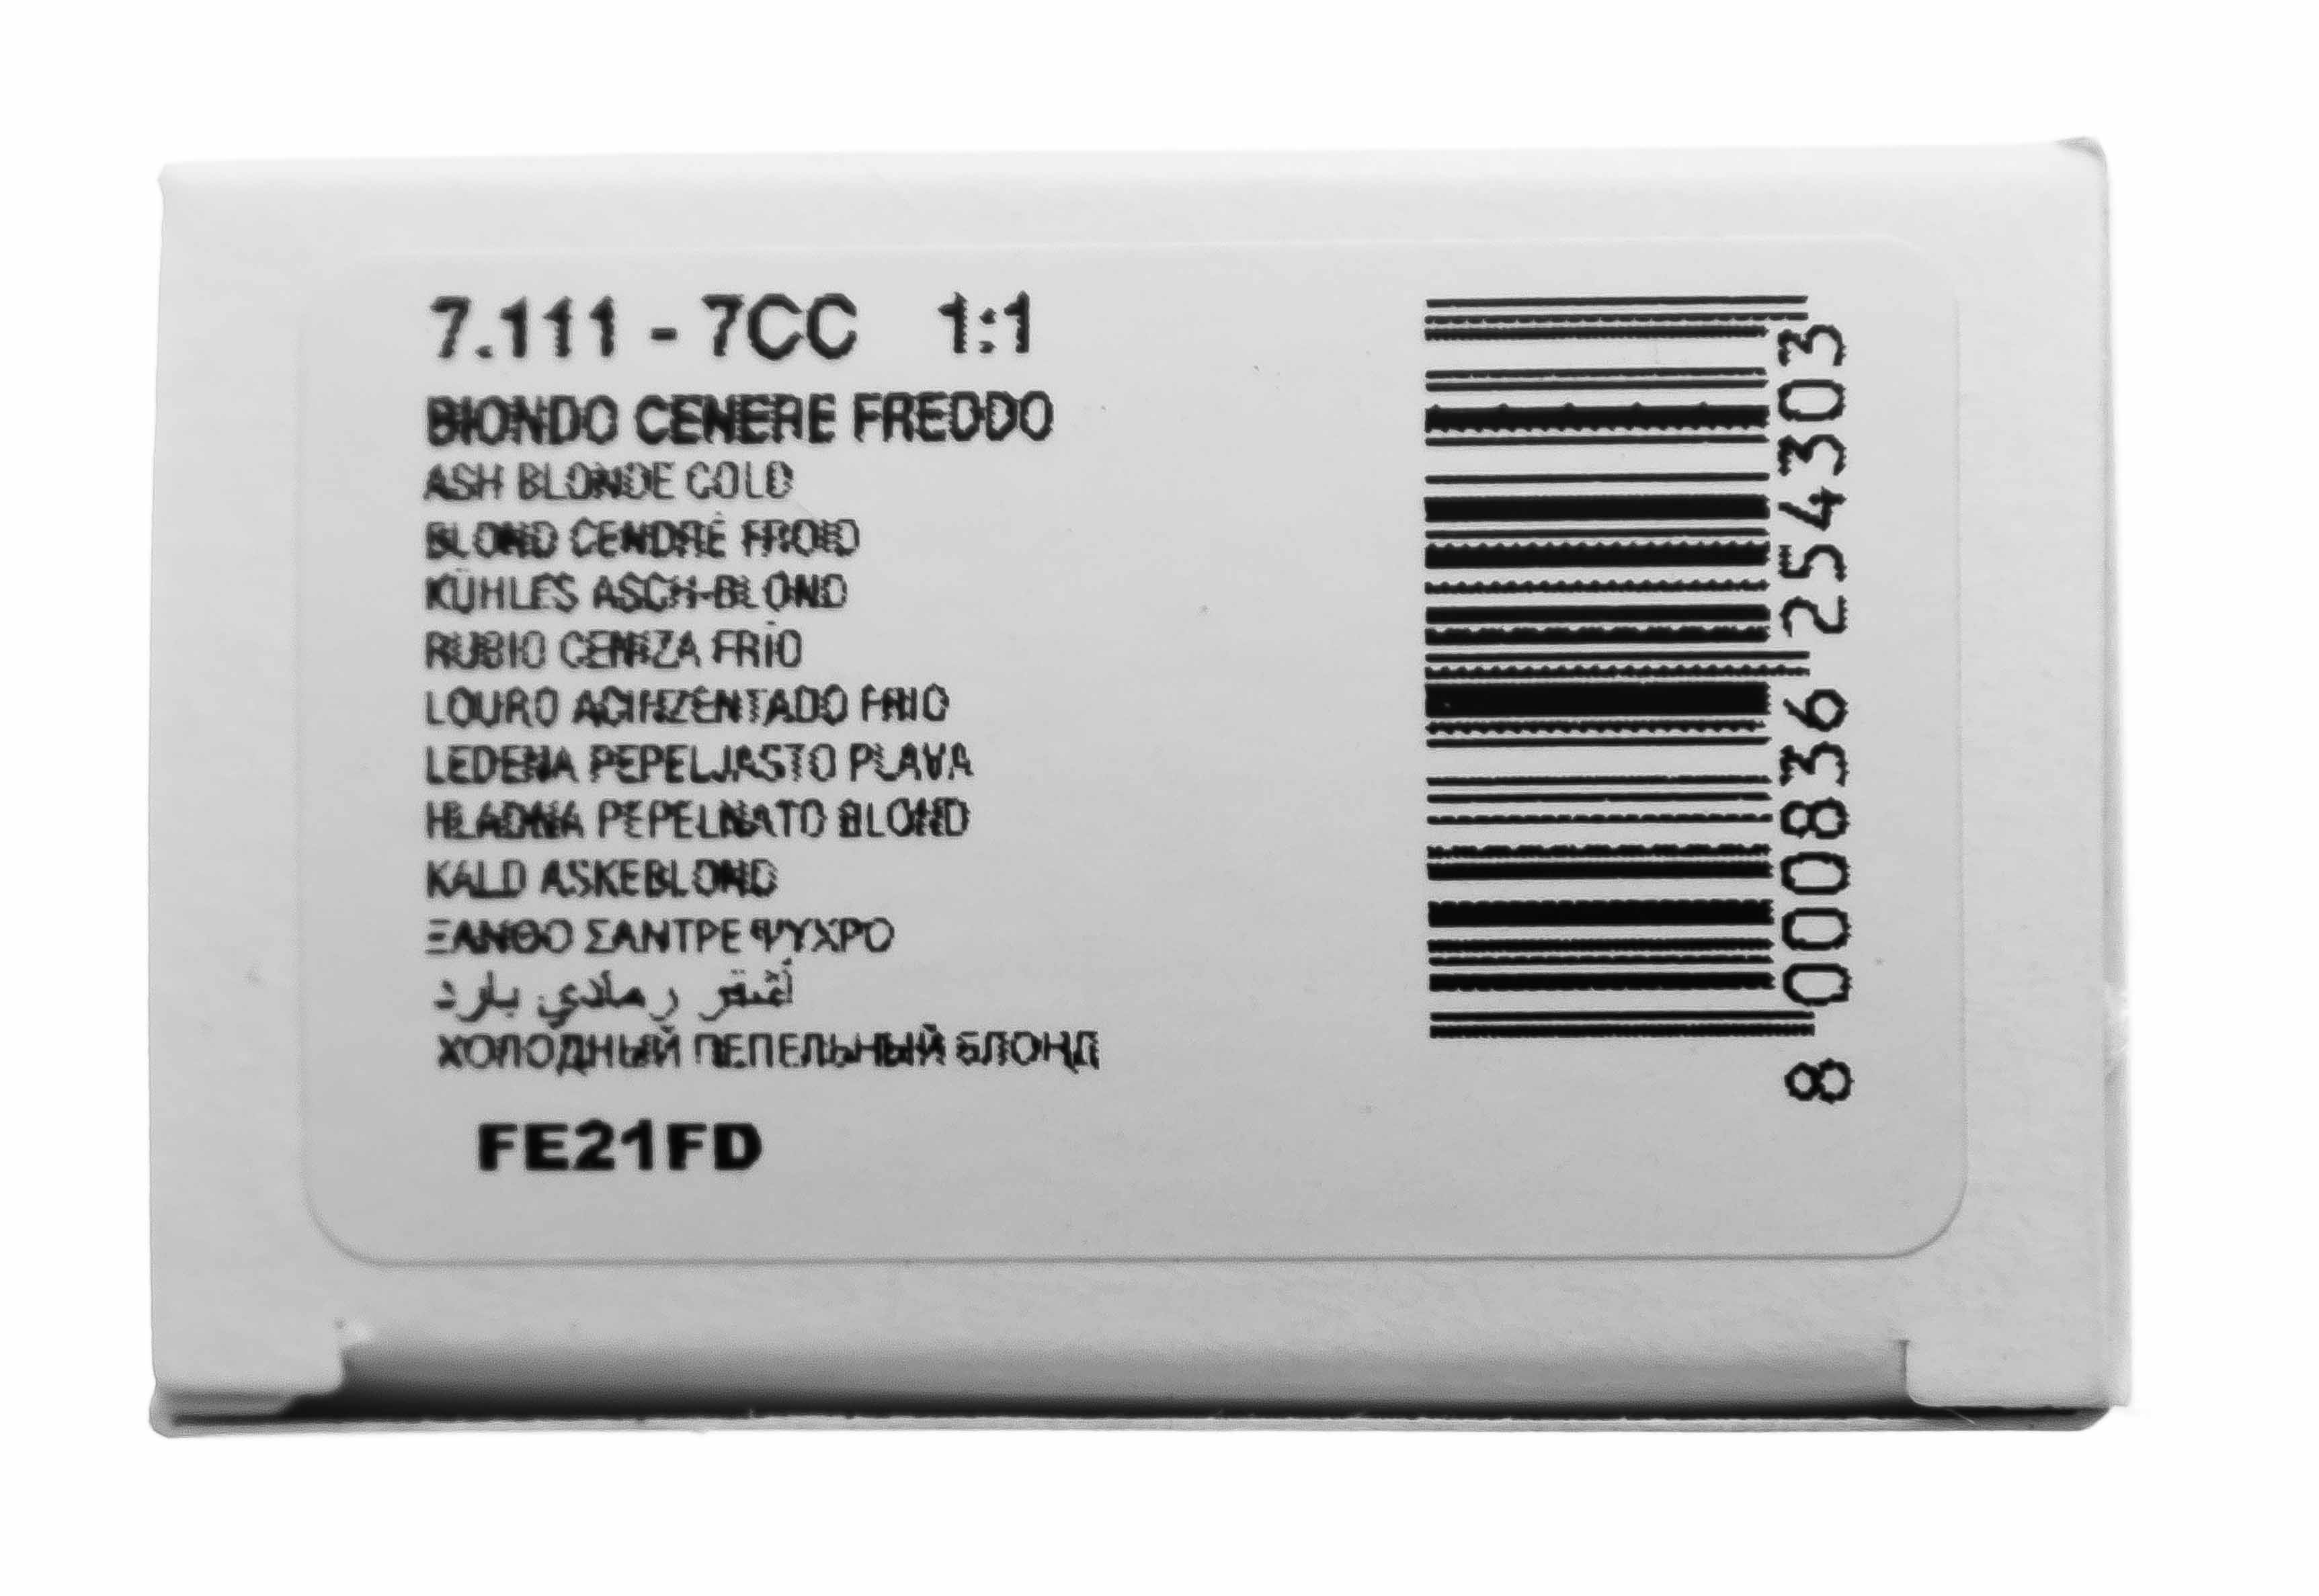 7.111 - 7CC 1:1
BIONDO CENERE FREDDO
ASH BLONDE COLD
BLOND CENDRÉ FROID
KÜHLES ASCH-BLOND
RUBIO CENIZA FRÍO
LOURO ACINZENTADO FRIO
LEDENA PEPELJASTO PLAVA
HLADNA PEPELNATO BLOND
KALD ASKEBLOND
ΞΑΝΘΟ ΣΑΝΤΡΕ ΨΥΧΡΟ
أشقر رمادي بارد
ХОЛОДНЫЙ ПЕПЕЛЬНЫЙ БЛОНД
FE21FD
8 000836 254303